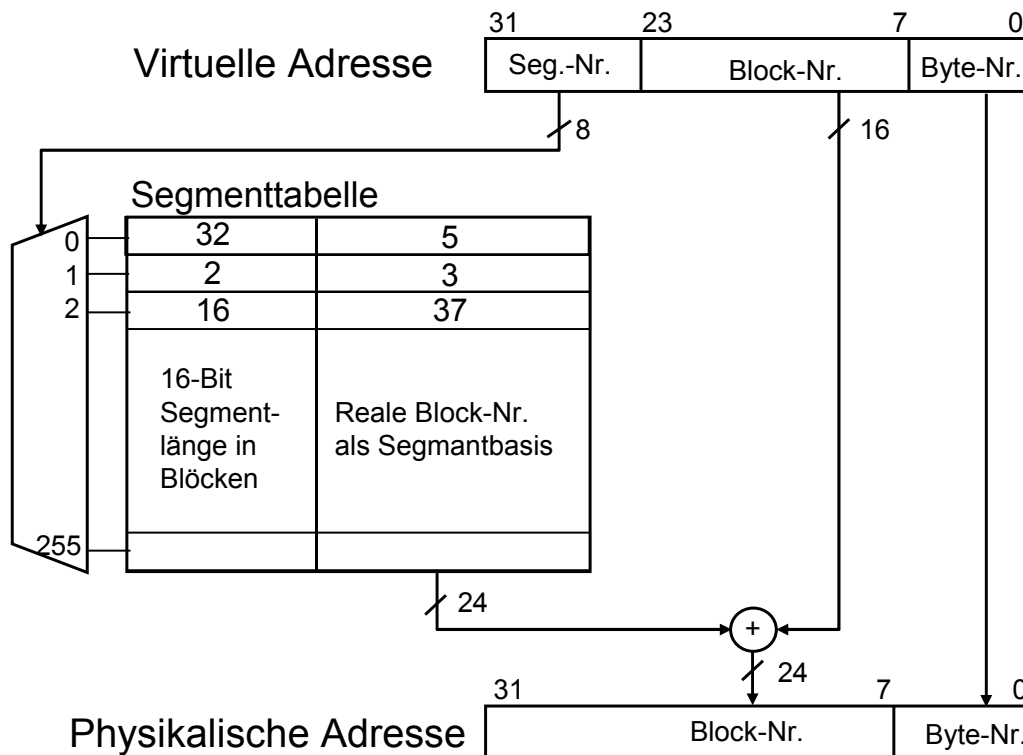 31 23 7 0
Virtuelle Adresse
Seg.-Nr. Block-Nr. Byte-Nr.
8 16
Segmenttabelle
0 32 5
1 2 3
2 16 37
16-Bit
Segment-
länge in
Blöcken
Reale Block-Nr.
als Segmantbasis
255
24
+
24
31 7 0
Physikalische Adresse
Block-Nr. Byte-Nr.